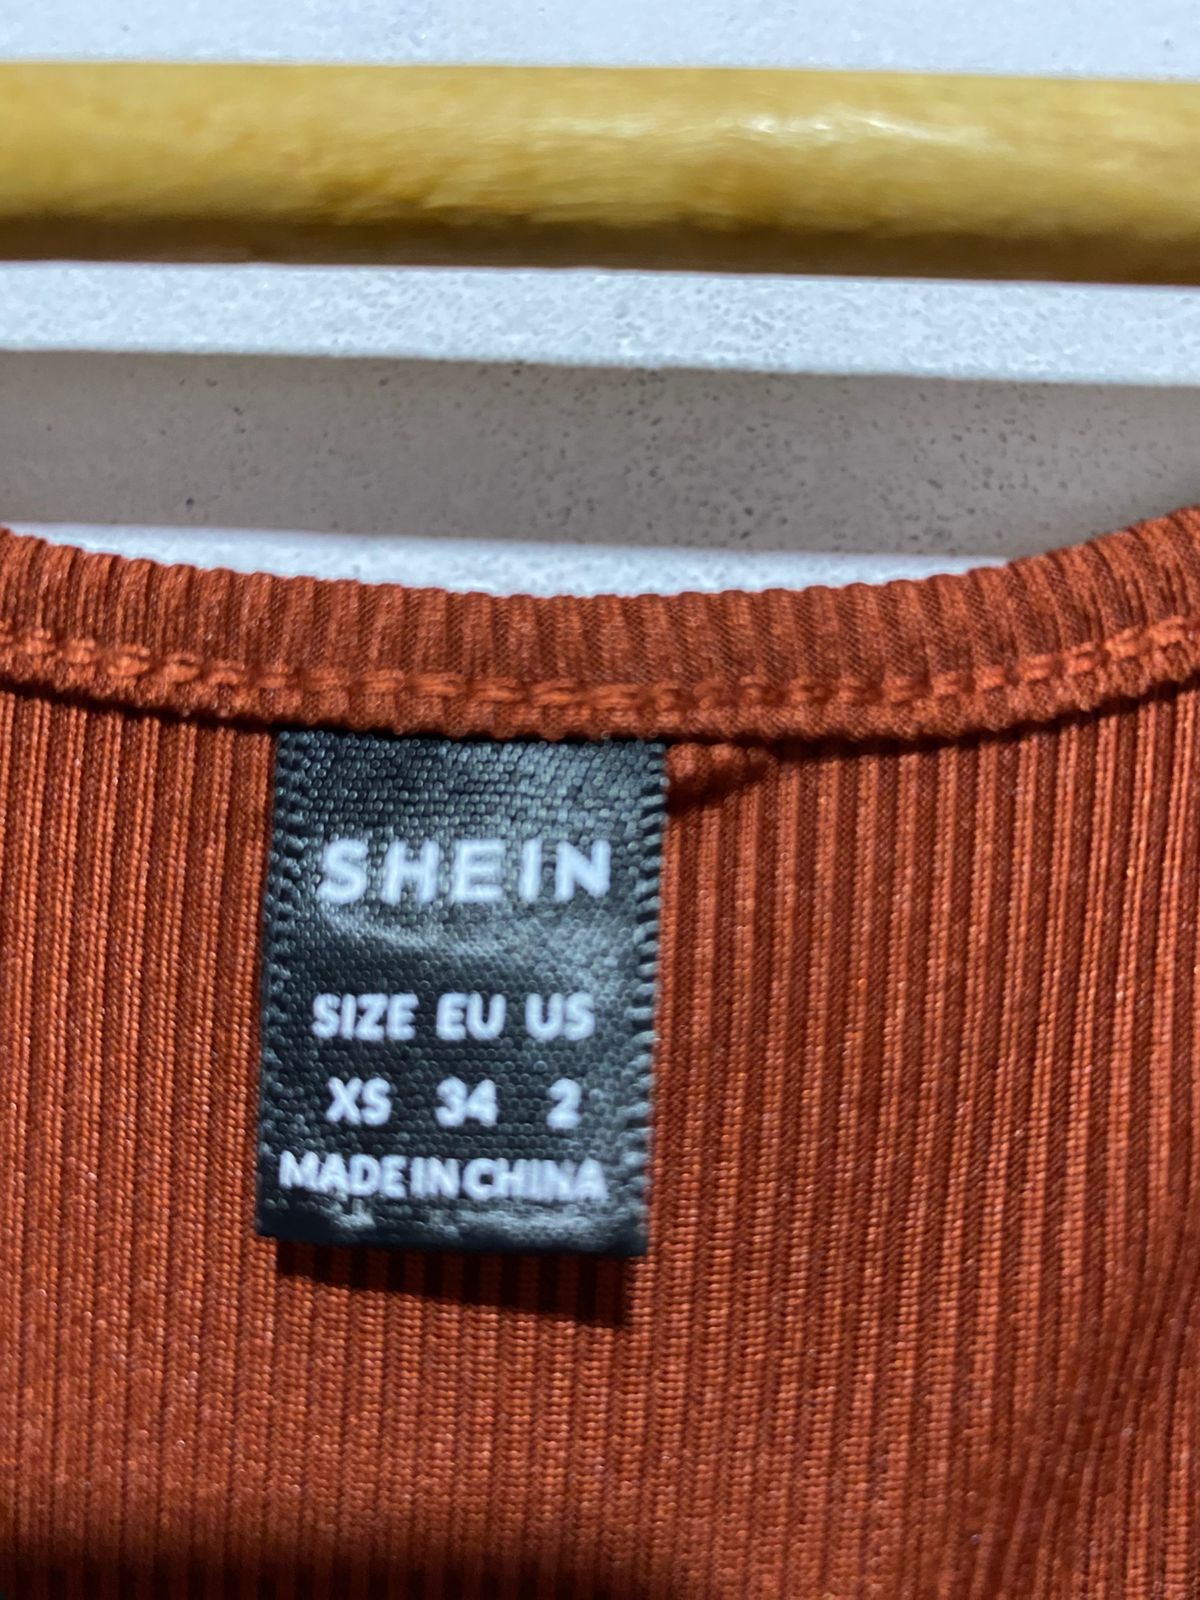 SHEIN
SIZE EU US
XS 34 2
MADE IN CHINA